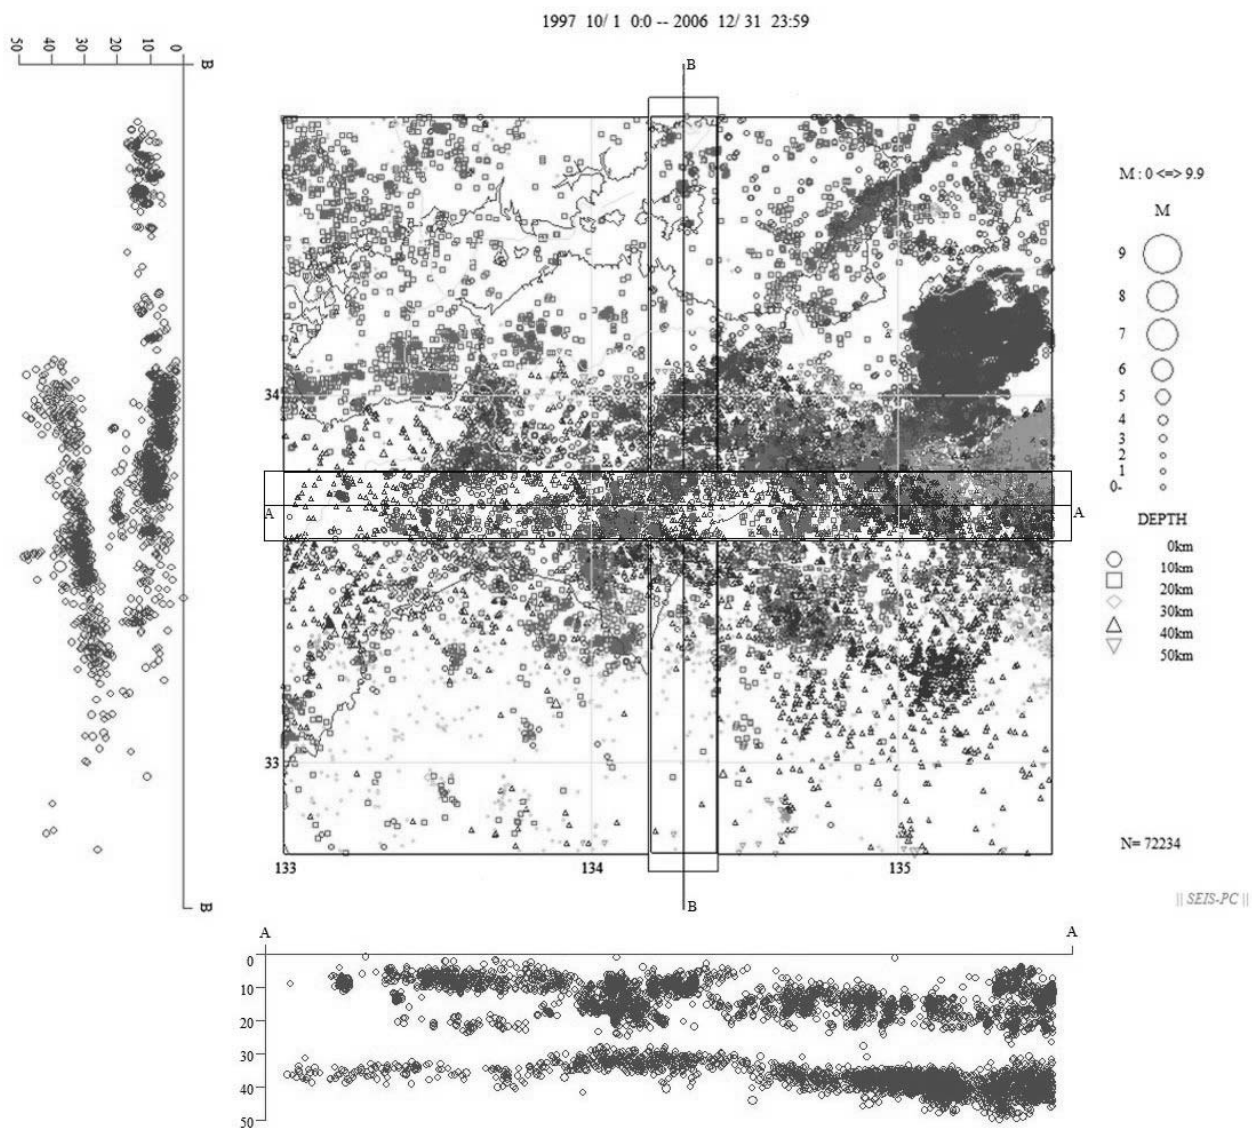 1997 10/ 1 0:0 -- 2006 12/ 31 23:59
50 40 30 20 10 0
B
B
B
B
34
33
133 134 135
A
A
M : 0 <=> 9.9
M
9
8
7
6
5
4
3
2
1
0-
DEPTH
0km
10km
20km
30km
40km
50km
N= 72234
|| SEIS-PC ||
A
A
0
10
20
30
40
50